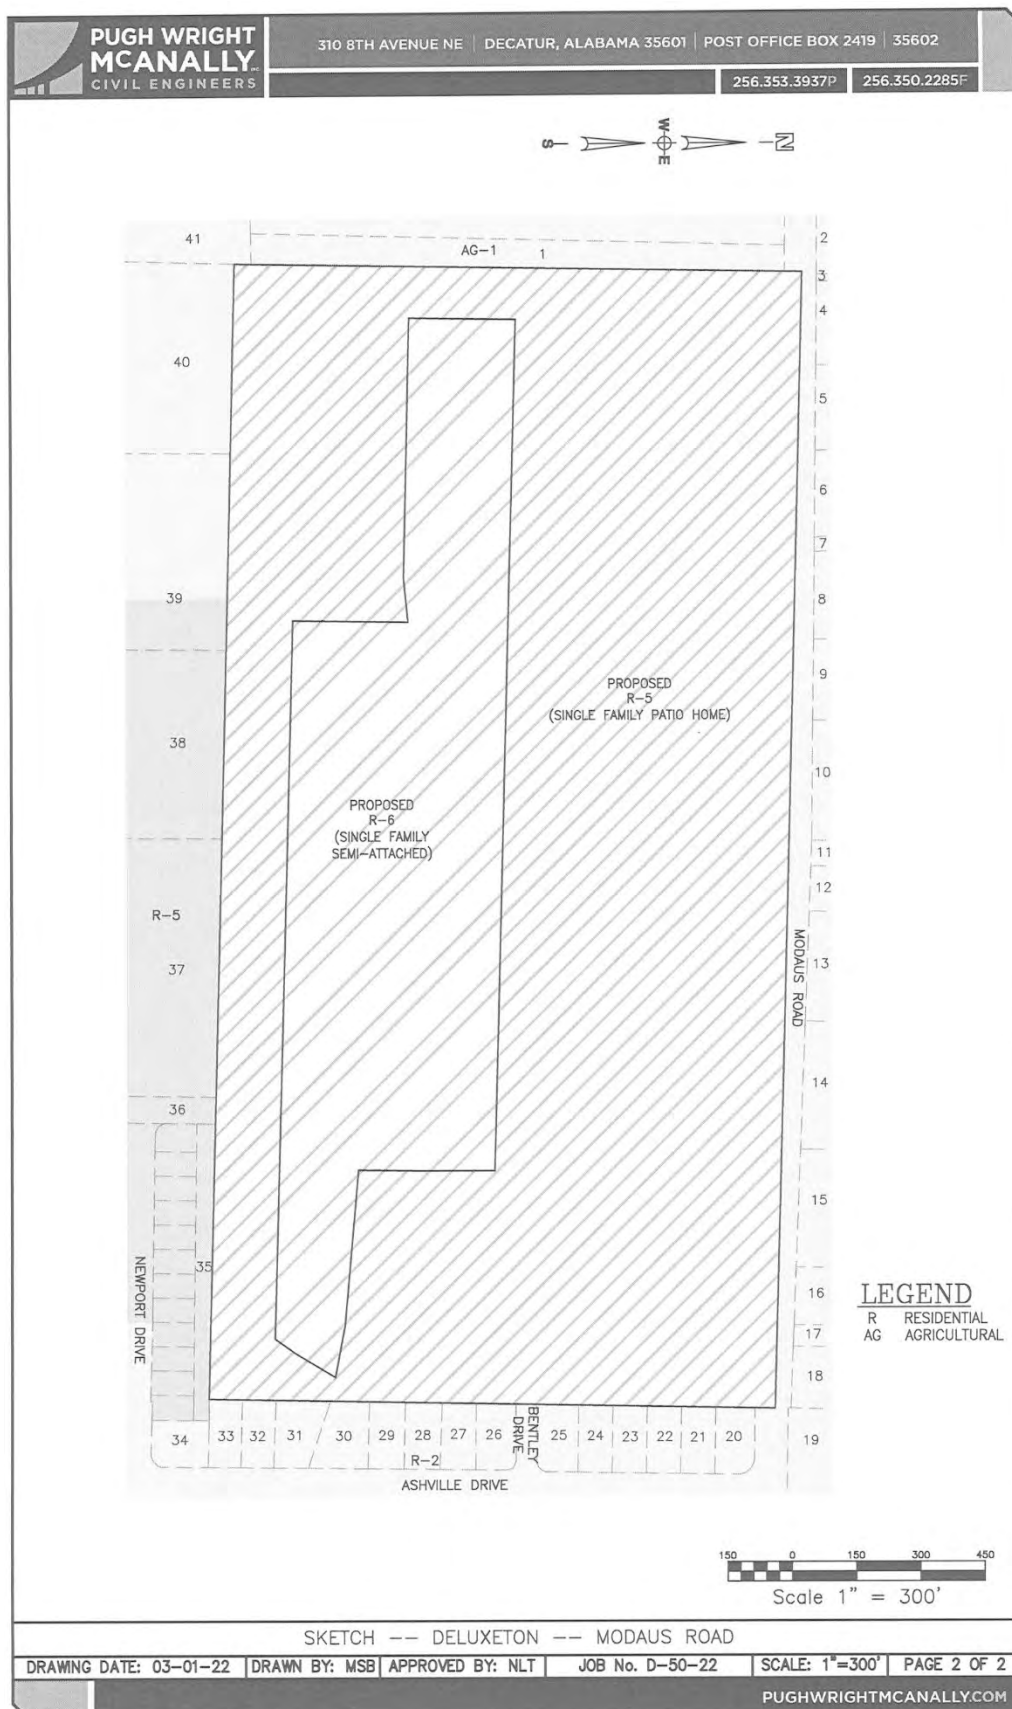 PUGH WRIGHT
MCANALLY INC
CIVIL ENGINEERS
310 8TH AVENUE NE | DECATUR, ALABAMA 35601 | POST OFFICE BOX 2419 | 35602
256.353.3937P 256.350.2285F
S W E N
41
AG-1 1
2
3
4
40
5
6
7
39
8
9
PROPOSED
R-5
(SINGLE FAMILY PATIO HOME)
38
10
PROPOSED
R-6
(SINGLE FAMILY
SEMI-ATTACHED)
11
12
R-5
37
MODAUS ROAD
13
14
36
15
35
NEWPORT DRIVE
16
17
18
LEGEND
R RESIDENTIAL
AG AGRICULTURAL
34 33 32 31 30 29 28 27 26
BENTLEY
DRIVE
25 24 23 22 21 20 19
R-2
ASHVILLE DRIVE
150 0 150 300 450
Scale 1" = 300'
SKETCH -- DELUXETON -- MODAUS ROAD
DRAWING DATE: 03-01-22 DRAWN BY: MSB APPROVED BY: NLT JOB No. D-50-22 SCALE: 1"=300' PAGE 2 OF 2
PUGHWRIGHTMCANALLY.COM